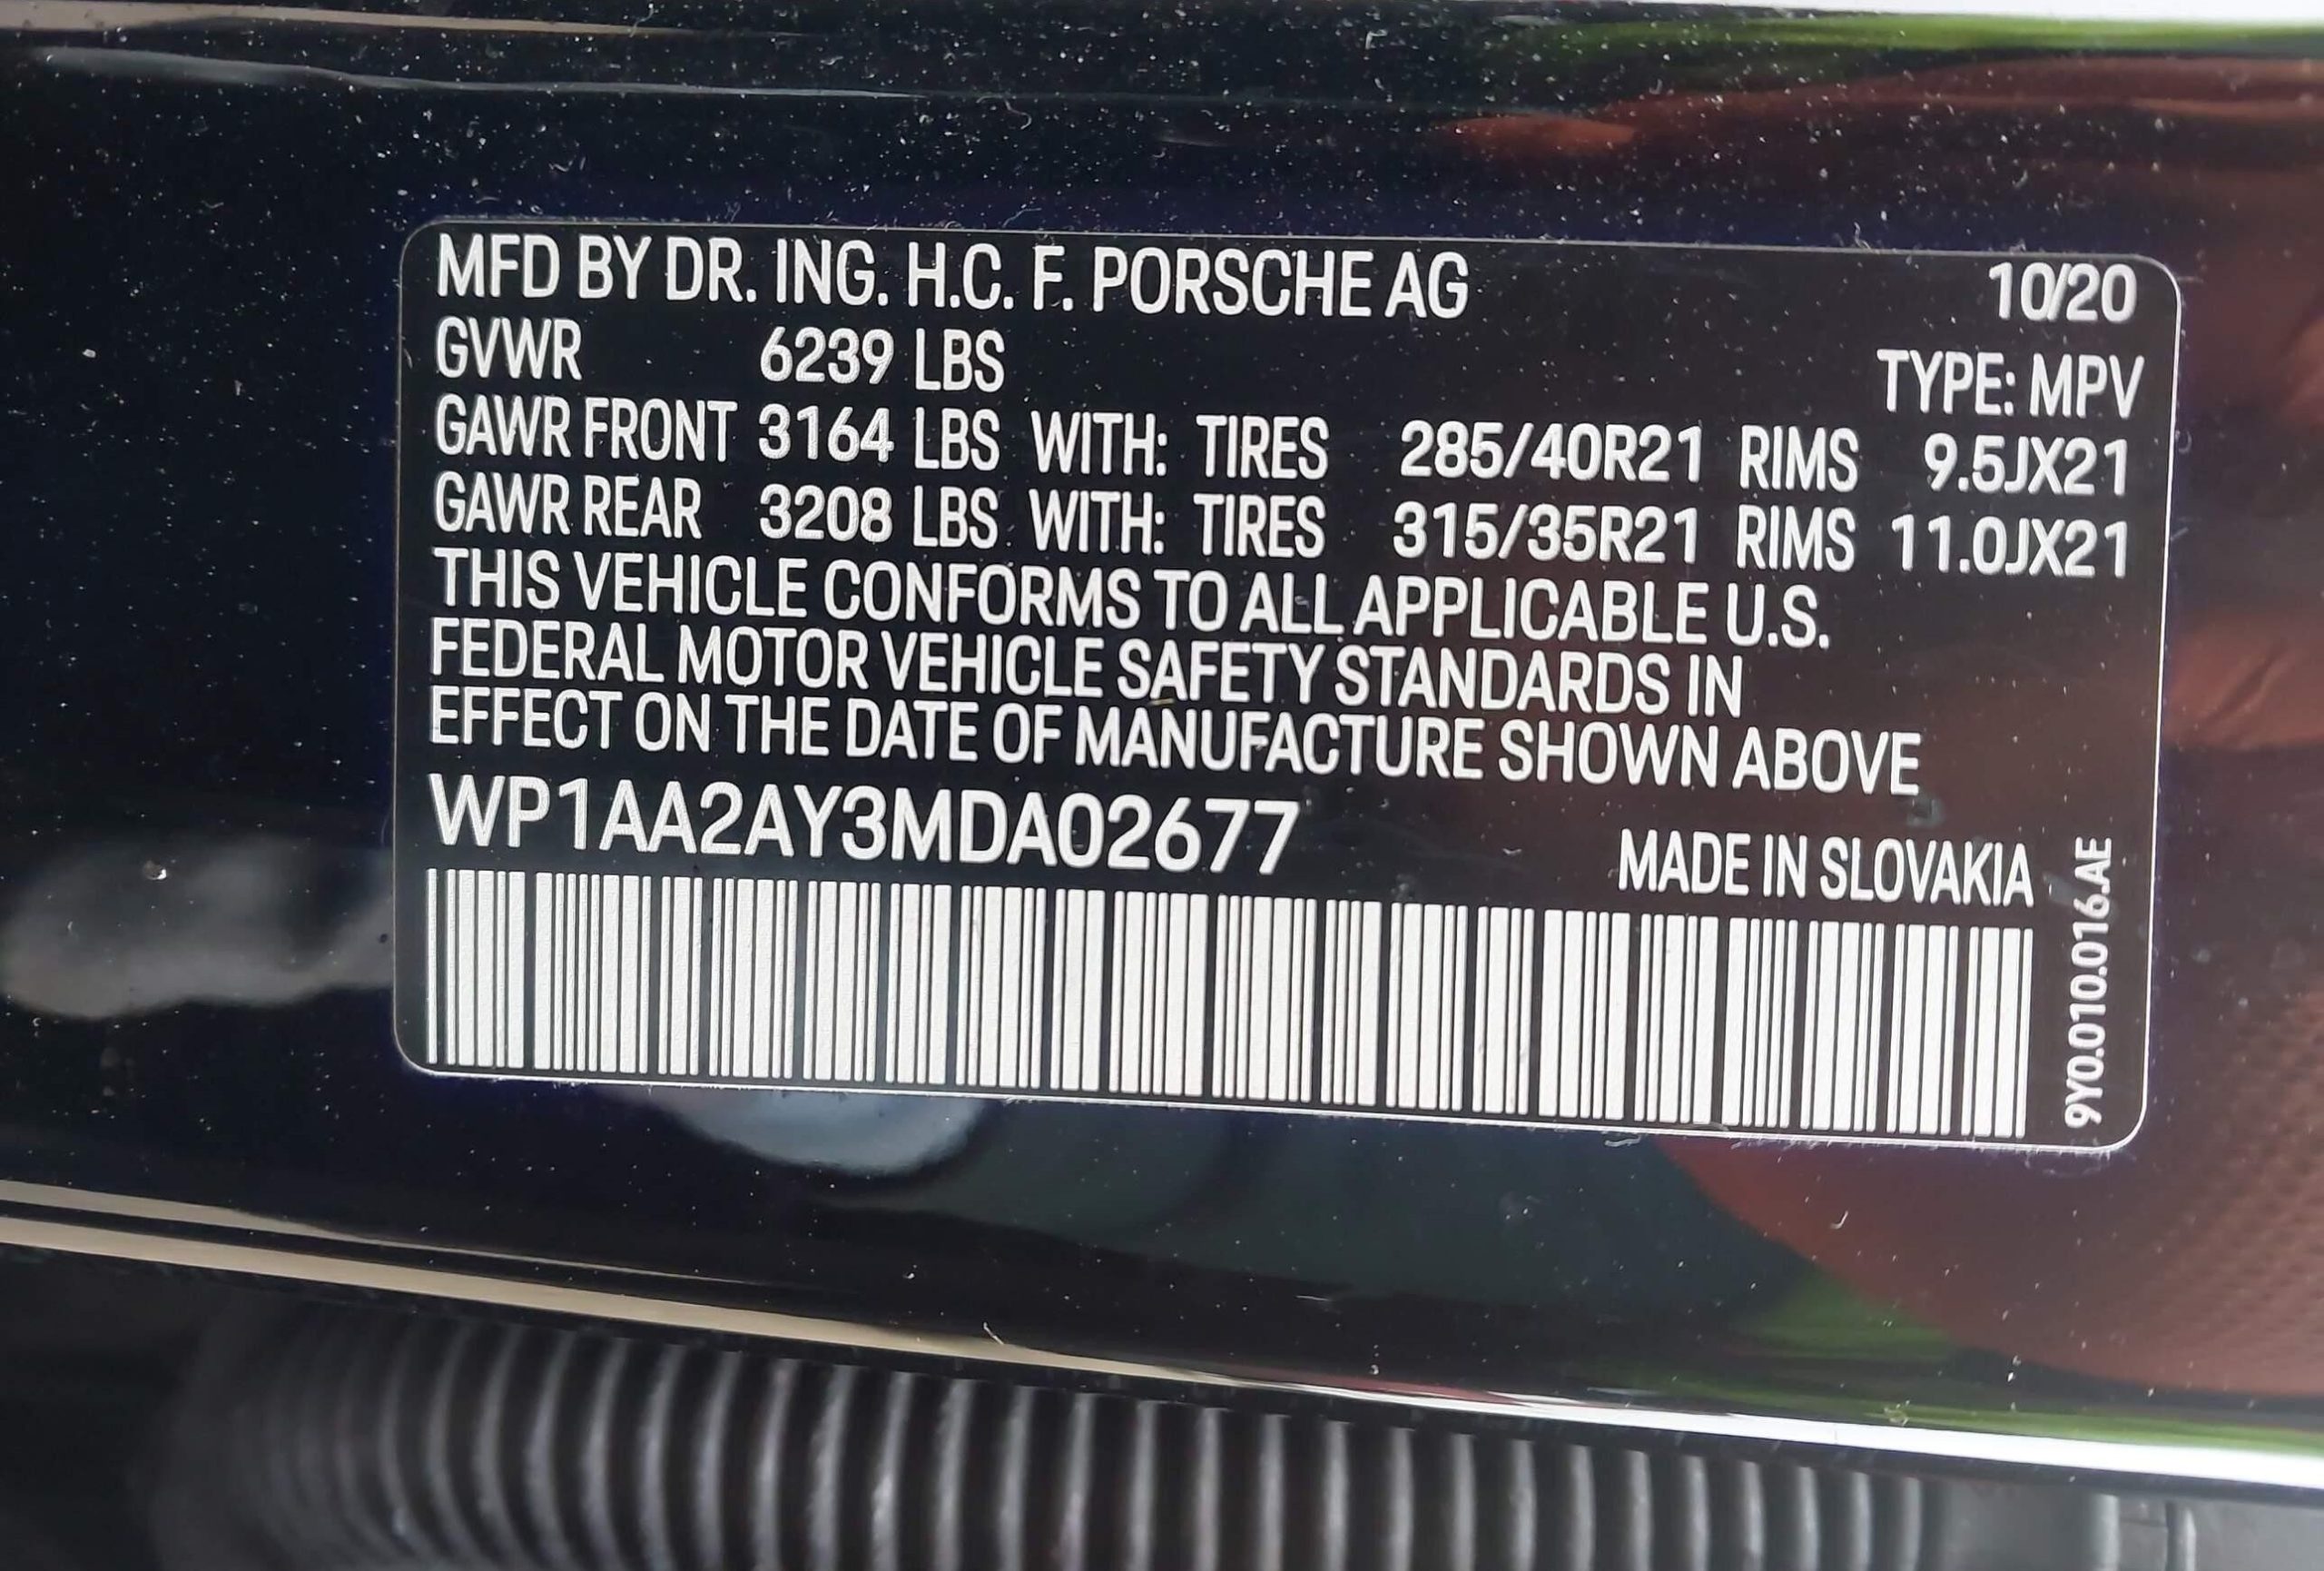 MFD BY DR. ING. H.C. F. PORSCHE AG 10/20
GVWR 6239 LBS TYPE: MPV
GAWR FRONT 3164 LBS WITH: TIRES 285/40R21 RIMS 9.5JX21
GAWR REAR 3208 LBS WITH: TIRES 315/35R21 RIMS 11.0JX21
THIS VEHICLE CONFORMS TO ALL APPLICABLE U.S.
FEDERAL MOTOR VEHICLE SAFETY STANDARDS IN
EFFECT ON THE DATE OF MANUFACTURE SHOWN ABOVE
WP1AA2AY3MDA02677
MADE IN SLOVAKIA
9Y0.010.016.AE